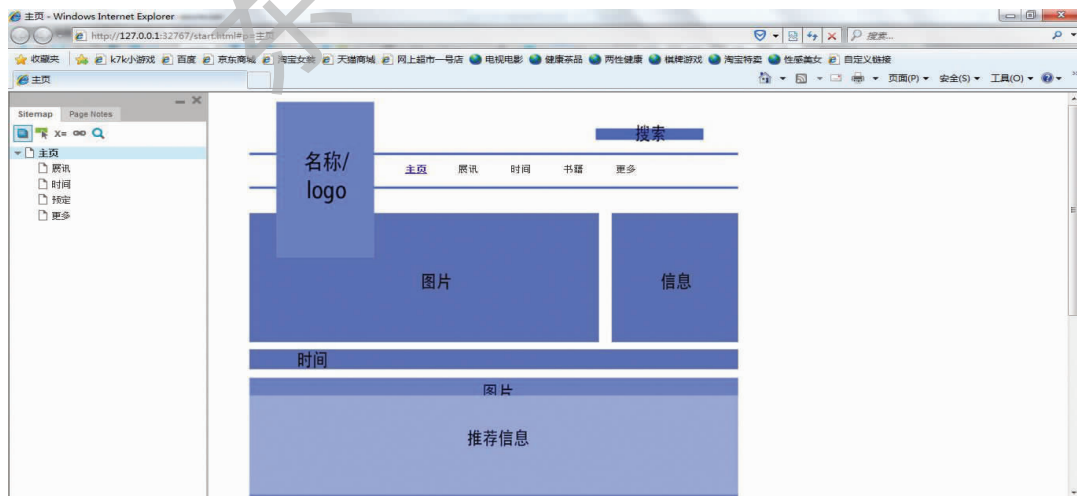 主页 - Windows Internet Explorer
http://127.0.0.1:32767/start.html#p=主页
搜索...
收藏夹 k7k小游戏 百度 京东商城 淘宝女装 天猫商城 网上超市一号店 电视电影 健康茶品 两性健康 棋牌游戏 淘宝特卖 性感美女 自定义链接
主页
页面(P) 安全(S) 工具(O)
Sitemap Page Notes
X=
主页
展讯
时间
预定
更多
搜索
名称/
logo
主页 展讯 时间 书籍 更多
图片
信息
时间
图片
推荐信息